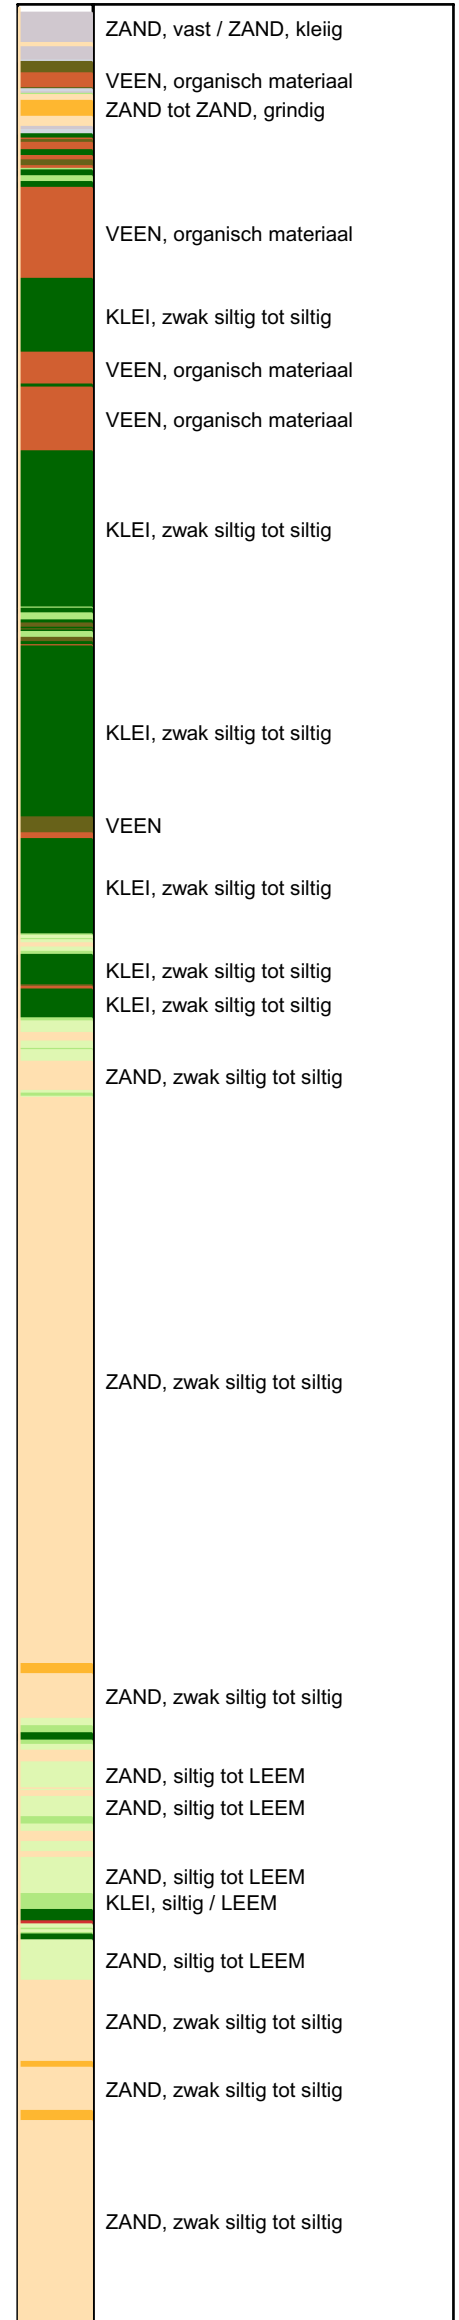 ZAND, vast / ZAND, kleiig
VEEN, organisch materiaal
ZAND tot ZAND, grindig
VEEN, organisch materiaal
KLEI, zwak siltig tot siltig
VEEN, organisch materiaal
VEEN, organisch materiaal
KLEI, zwak siltig tot siltig
KLEI, zwak siltig tot siltig
VEEN
KLEI, zwak siltig tot siltig
KLEI, zwak siltig tot siltig
KLEI, zwak siltig tot siltig
ZAND, zwak siltig tot siltig
ZAND, zwak siltig tot siltig
ZAND, zwak siltig tot siltig
ZAND, siltig tot LEEM
ZAND, siltig tot LEEM
ZAND, siltig tot LEEM
KLEI, siltig / LEEM
ZAND, siltig tot LEEM
ZAND, zwak siltig tot siltig
ZAND, zwak siltig tot siltig
ZAND, zwak siltig tot siltig